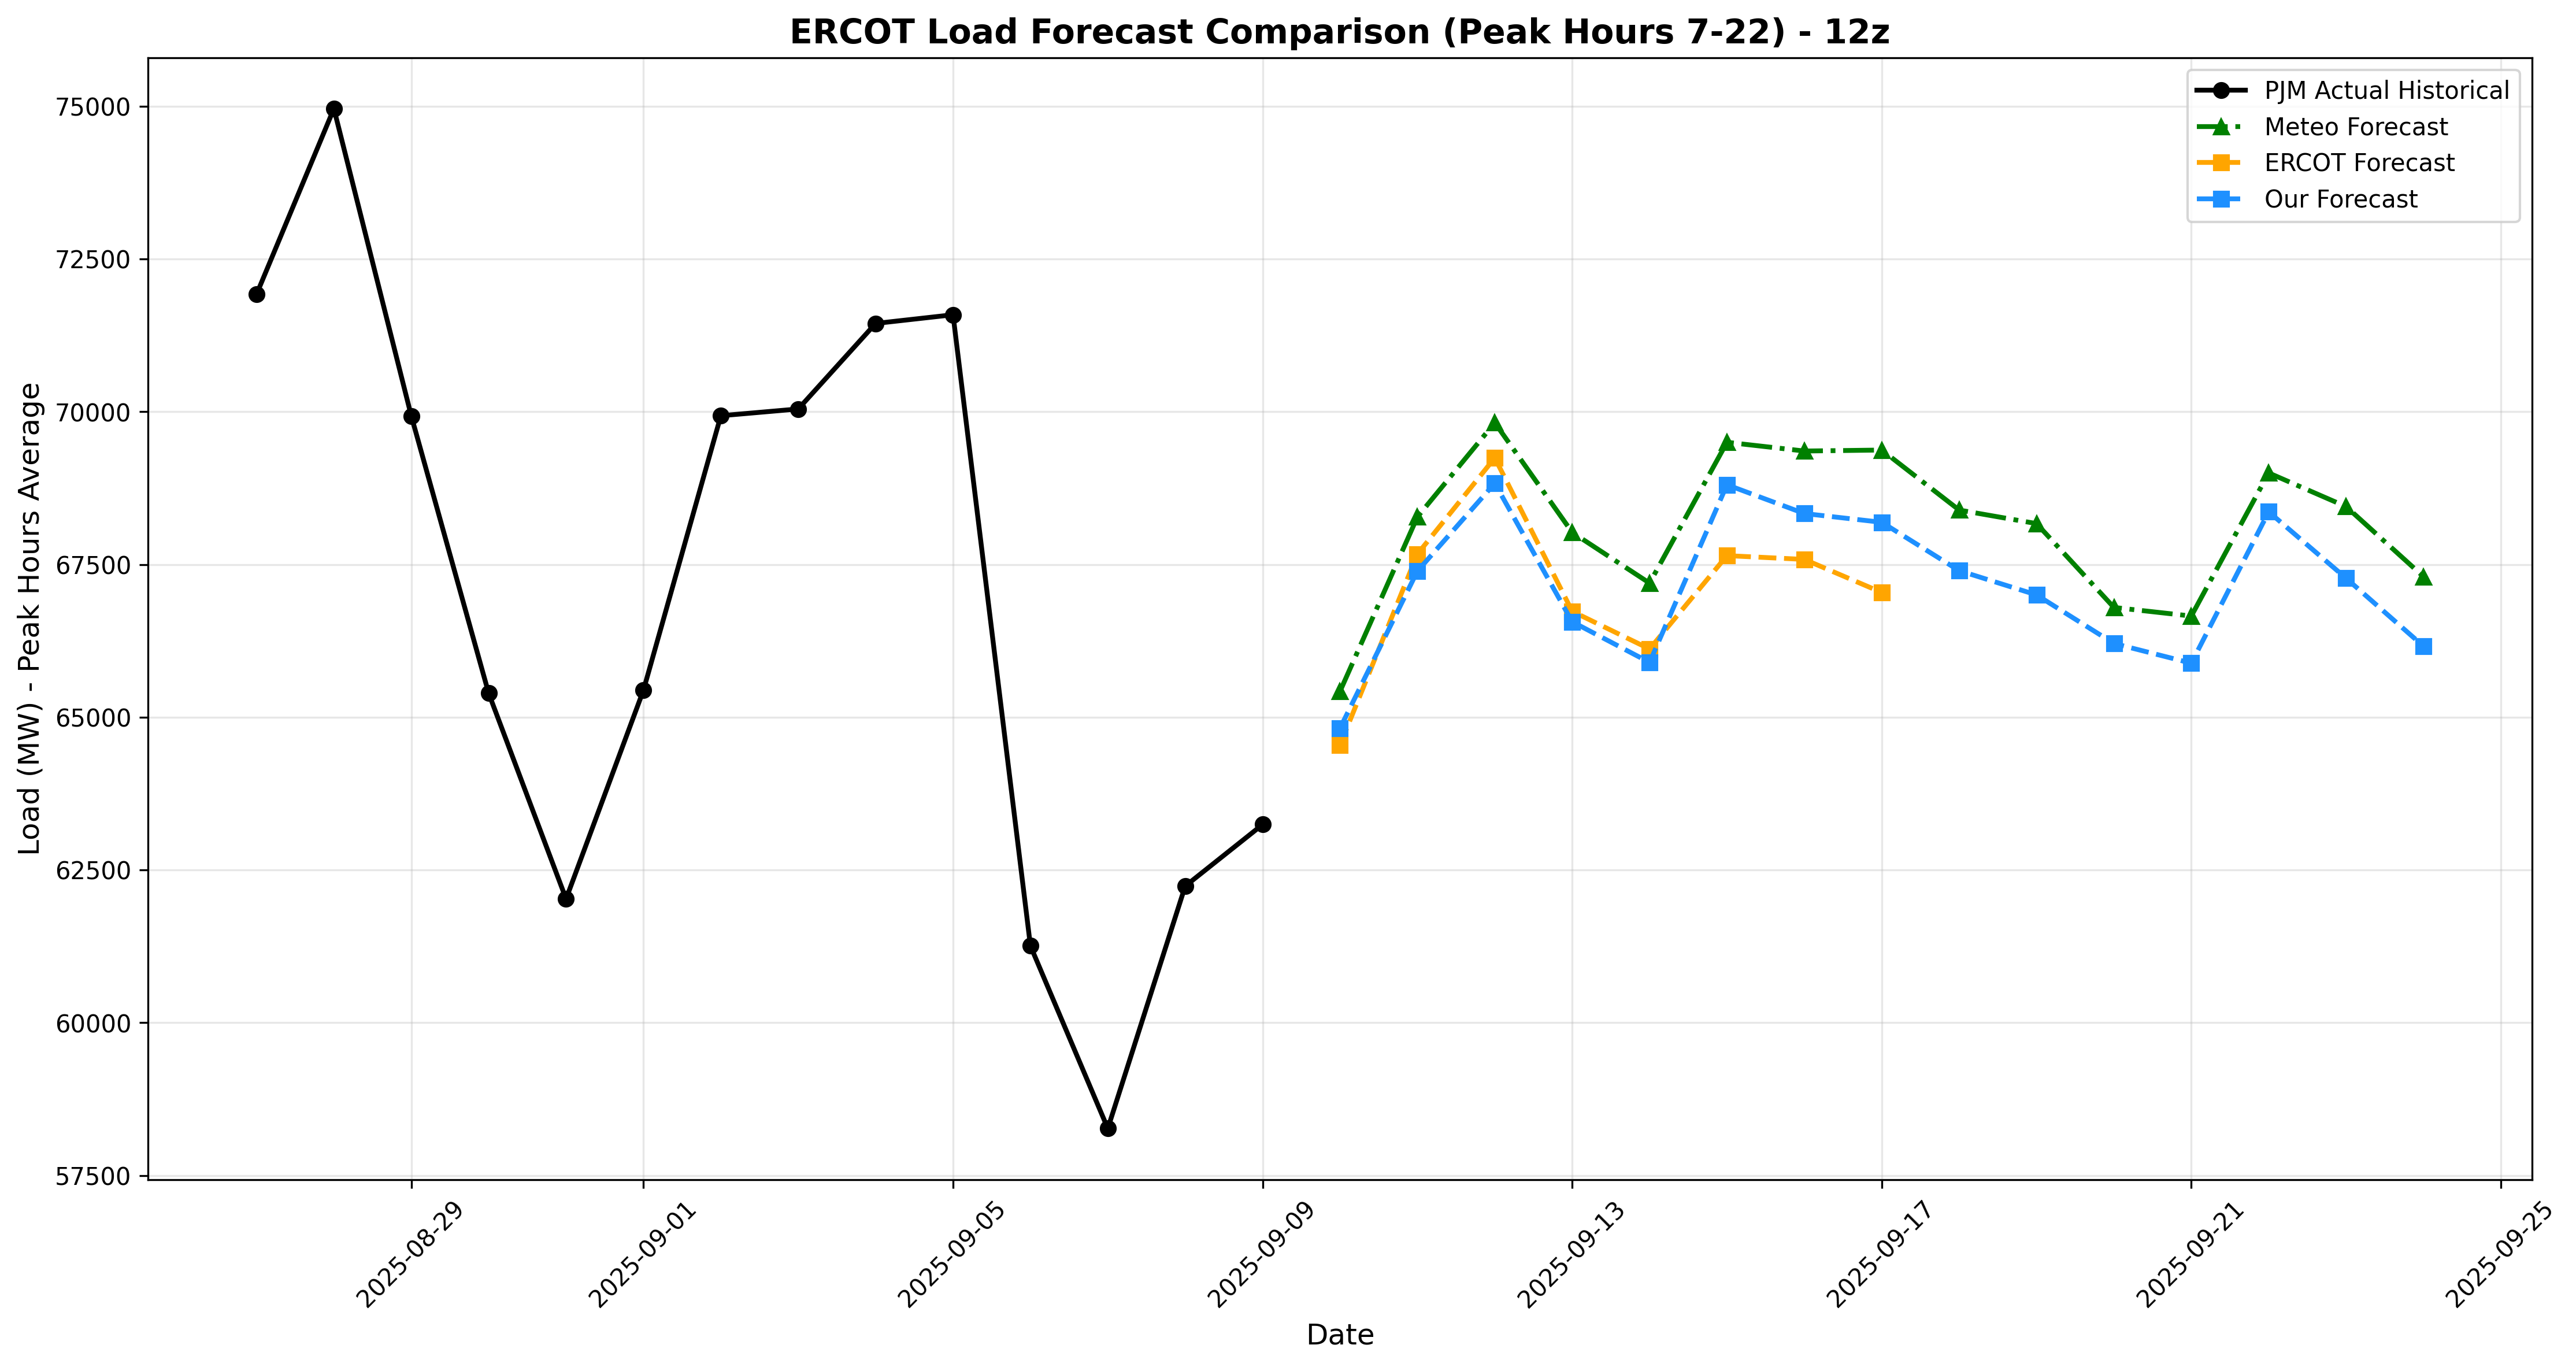 ERCOT Load Forecast Comparison (Peak Hours 7-22) - 12z
PJM Actual Historical
Meteo Forecast
ERCOT Forecast
Our Forecast
Load (MW) - Peak Hours Average
75000
72500
70000
67500
65000
62500
60000
57500
2025-08-29
2025-09-01
2025-09-05
2025-09-09
2025-09-13
2025-09-17
2025-09-21
2025-09-25
Date